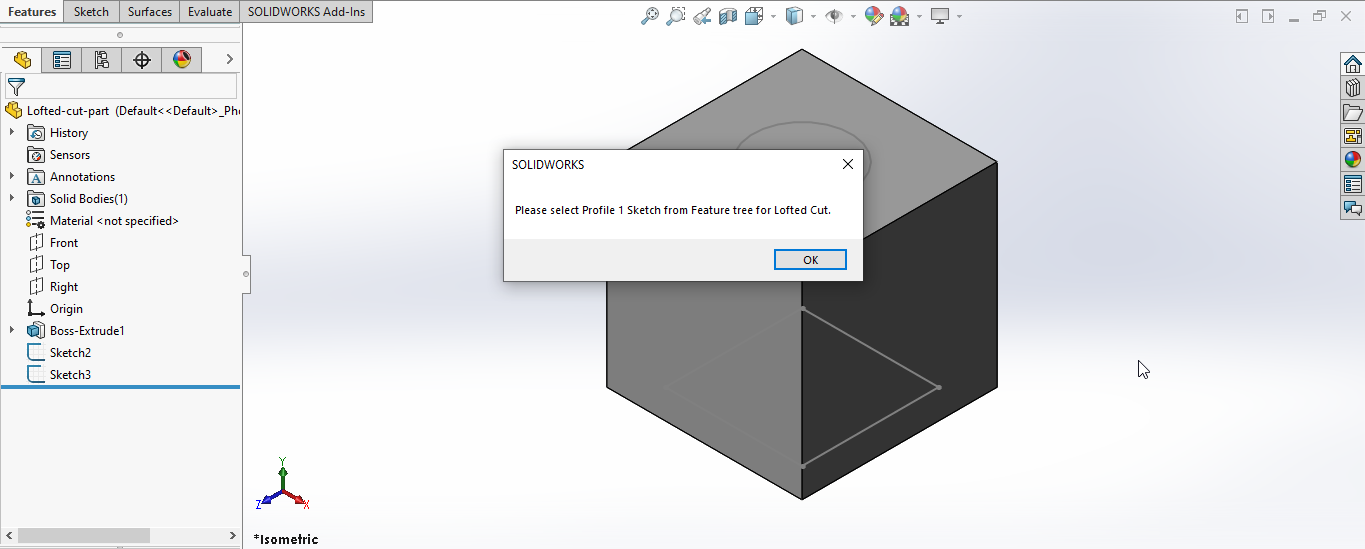 Features Sketch Surfaces Evaluate SOLIDWORKS Add-Ins
Lofted-cut-part (Default<<Default>_Pho
History
Sensors
Annotations
Solid Bodies(1)
Material <not specified>
Front
Top
Right
Origin
Boss-Extrude1
Sketch2
Sketch3
SOLIDWORKS
Please select Profile 1 Sketch from Feature tree for Lofted Cut.
OK
Y
Z X
*Isometric